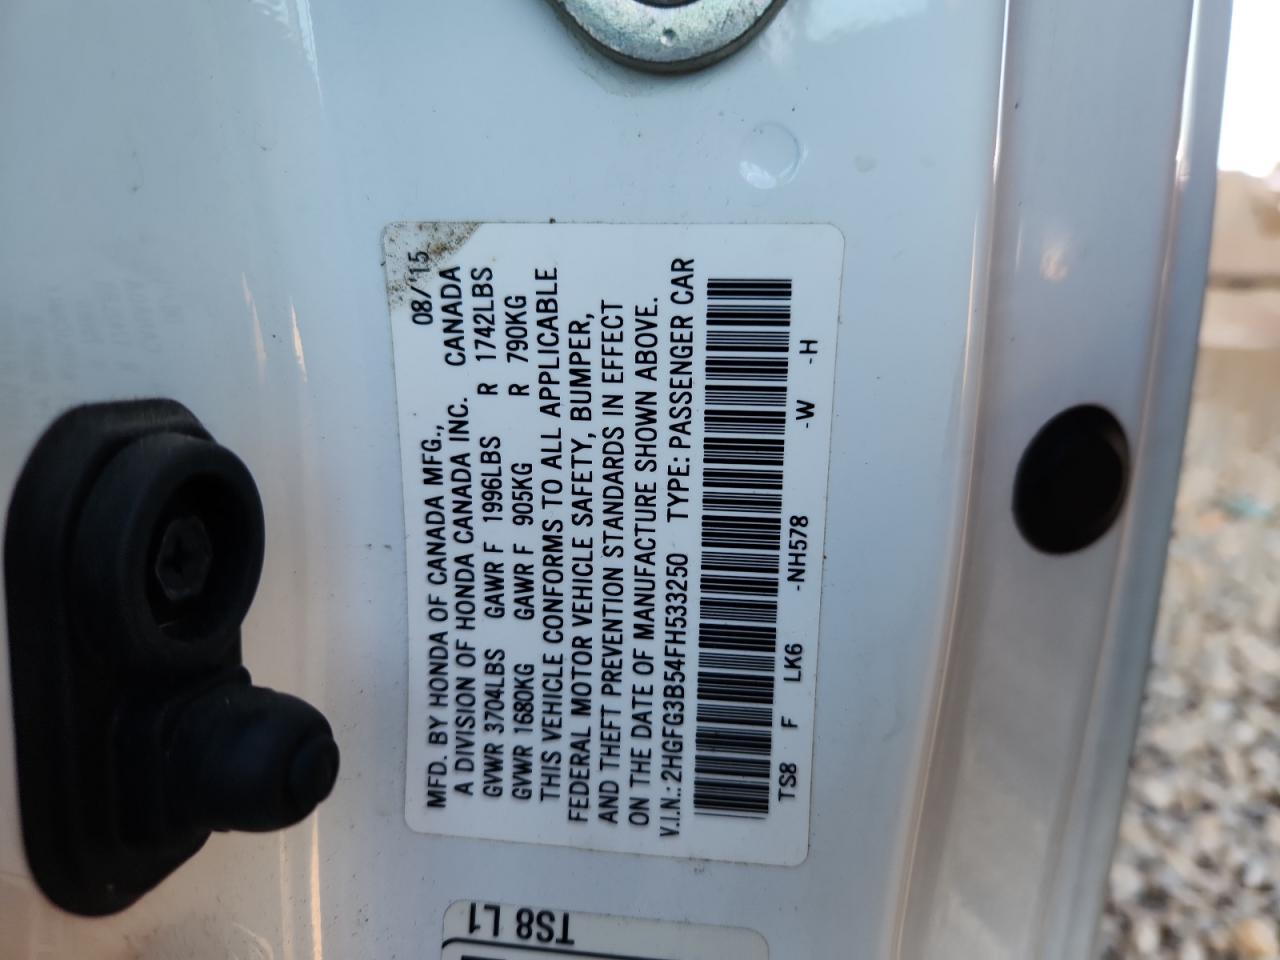 MFD. BY HONDA OF CANADA MFG., 08/15
A DIVISION OF HONDA CANADA INC. CANADA
GVWR 3704LBS GAWR F 1996LBS R 1742LBS
GVWR 1680KG GAWR F 905KG R 790KG
THIS VEHICLE CONFORMS TO ALL APPLICABLE
FEDERAL MOTOR VEHICLE SAFETY, BUMPER,
AND THEFT PREVENTION STANDARDS IN EFFECT
ON THE DATE OF MANUFACTURE SHOWN ABOVE.
V.I.N.: 2HGFG3B54FH533250 TYPE: PASSENGER CAR
TS8 F LK6 -NH578 -W -H
TS8 L1